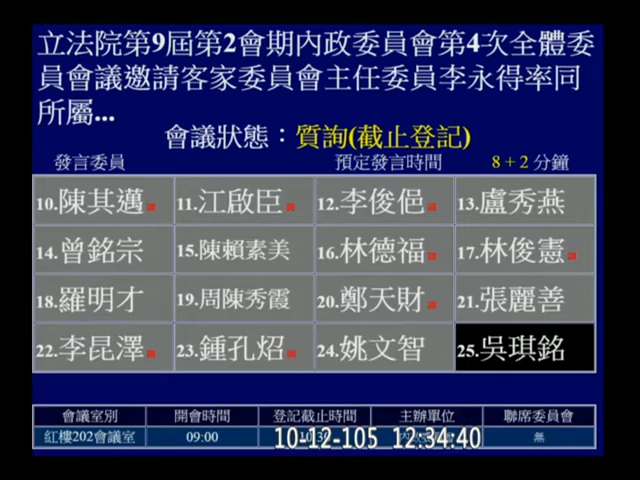 立法院第9屆第2會期內政委員會第4次全體委
員會議邀請客家委員會主任委員李永得率同
所屬...
會議狀態：質詢(截止登記)
發言委員 預定發言時間 8 + 2 分鐘
10.陳其邁 11.江啟臣 12.李俊俋 13.盧秀燕
14.曾銘宗 15.陳賴素美 16.林德福 17.林俊憲
18.羅明才 19.周陳秀霞 20.鄭天財 21.張麗善
22.李昆澤 23.鍾孔炤 24.姚文智 25.吳琪銘
會議室別 開會時間 登記截止時間 主辦單位 聯席委員會
紅樓202會議室 09:00 無
10-12-105 12:34:40